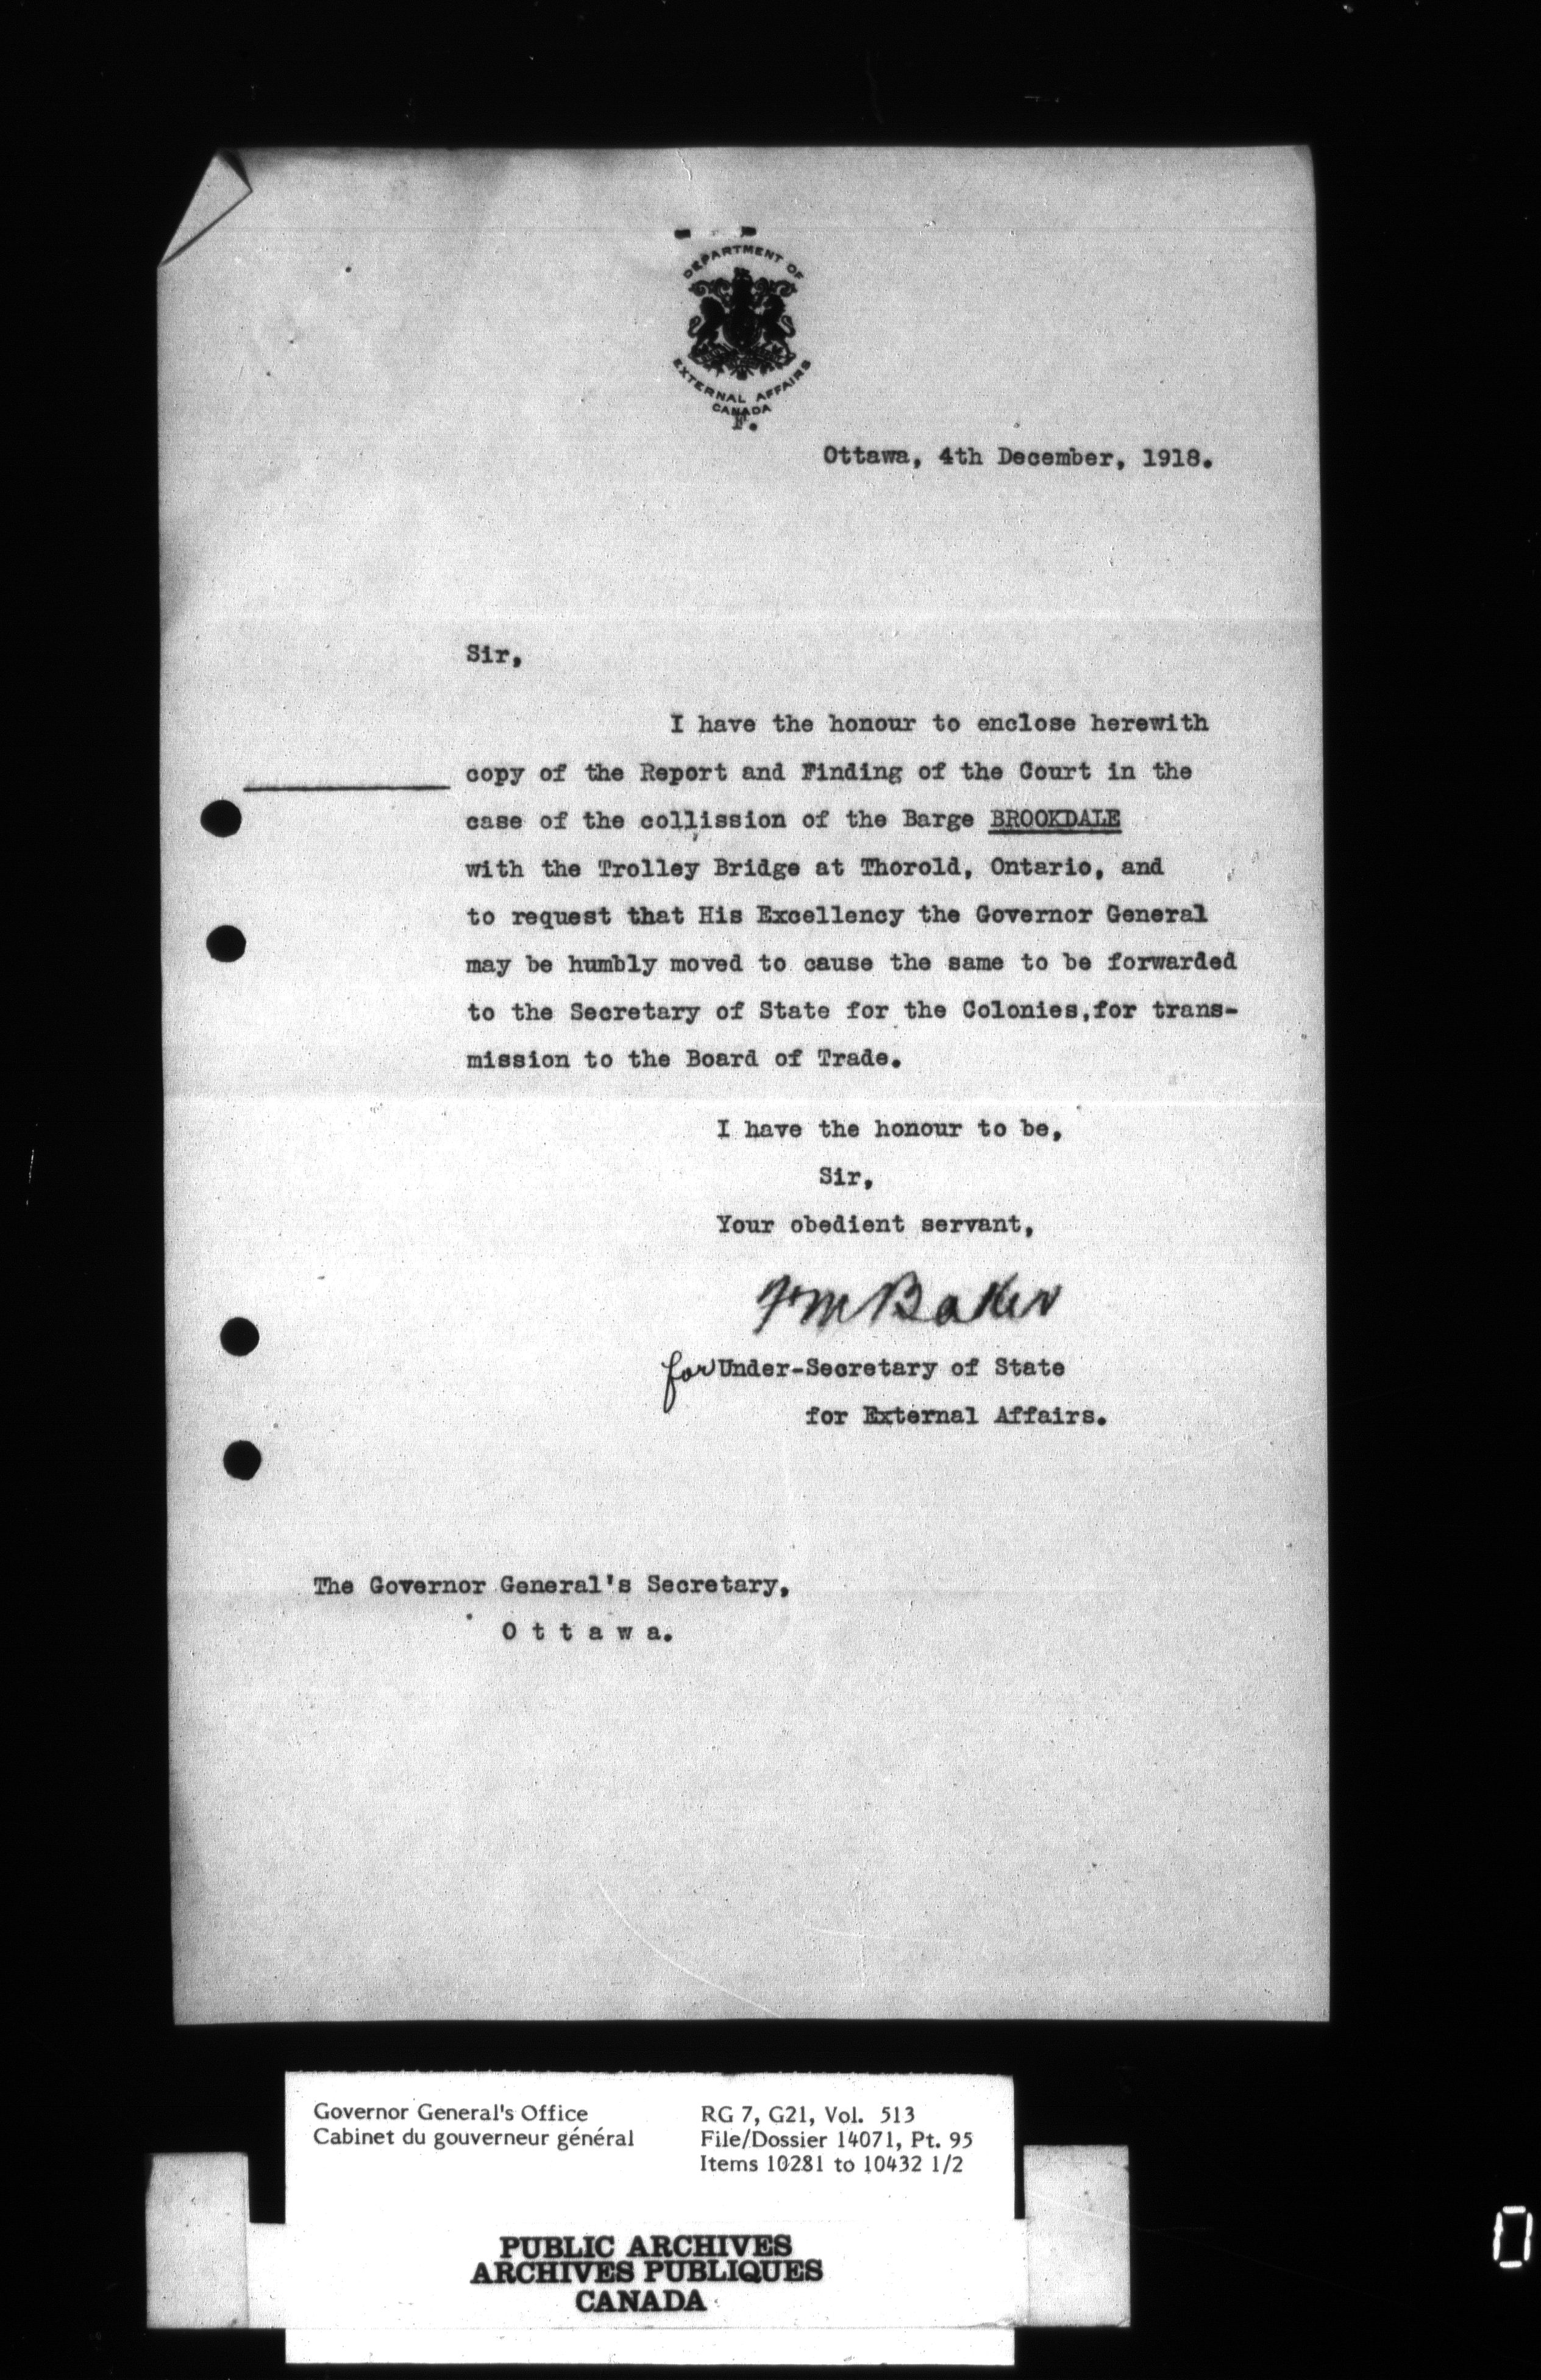 DEPARTMENT OF
EXTERNAL AFFAIRS
CANADA
F.
Ottawa, 4th December, 1918.
Sir,
I have the honour to enclose herewith
copy of the Report and Finding of the Court in the
case of the collission of the Barge BROOKDALE
with the Trolley Bridge at Thorold, Ontario, and
to request that His Excellency the Governor General
may be humbly moved to cause the same to be forwarded
to the Secretary of State for the Colonies,for trans-
mission to the Board of Trade.
I have the honour to be,
Sir,
Your obedient servant,
Baker
for Under-Secretary of State
for External Affairs.
The Governor General's Secretary,
O t t a w a.
Governor General's Office
Cabinet du gouverneur général
RG 7, G21, Vol. 513
File/Dossier 14071, Pt. 95
Items 10281 to 10432 1/2
PUBLIC ARCHIVES
ARCHIVES PUBLIQUES
CANADA
0